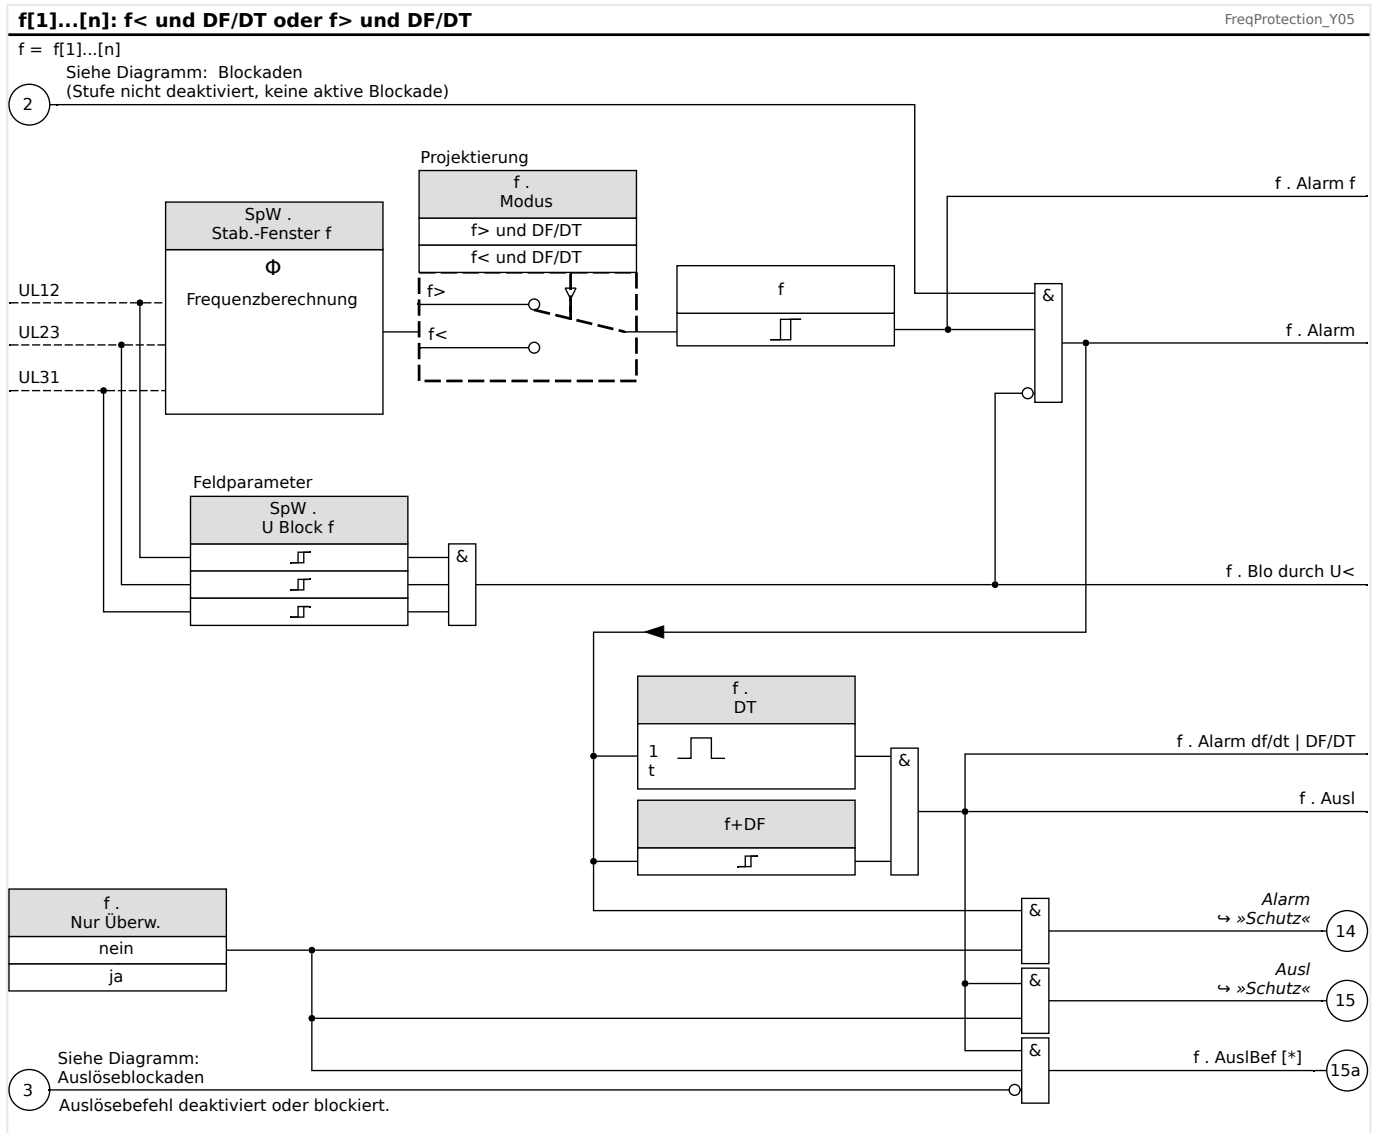 f[1]...[n]: f< und DF/DT oder f> und DF/DT
FreqProtection_Y05
f = f[1]...[n]
Siehe Diagramm: Blockaden
(Stufe nicht deaktiviert, keine aktive Blockade)
2
Projektierung
f .
Modus
f> und DF/DT
f< und DF/DT
f . Alarm f
SpW .
Stab.-Fenster f
Φ
Frequenzberechnung
UL12
UL23
UL31
f>
f<
f
&
f . Alarm
Feldparameter
SpW .
U Block f
&
f . Blo durch U<
f .
DT
1
t
&
f . Alarm df/dt | DF/DT
f . Ausl
f+DF
f .
Nur Überw.
nein
ja
&
Alarm
↪ »Schutz«
14
&
Ausl
↪ »Schutz«
15
&
f . AuslBef [*]
15a
Siehe Diagramm:
Auslöseblockaden
3
Auslösebefehl deaktiviert oder blockiert.